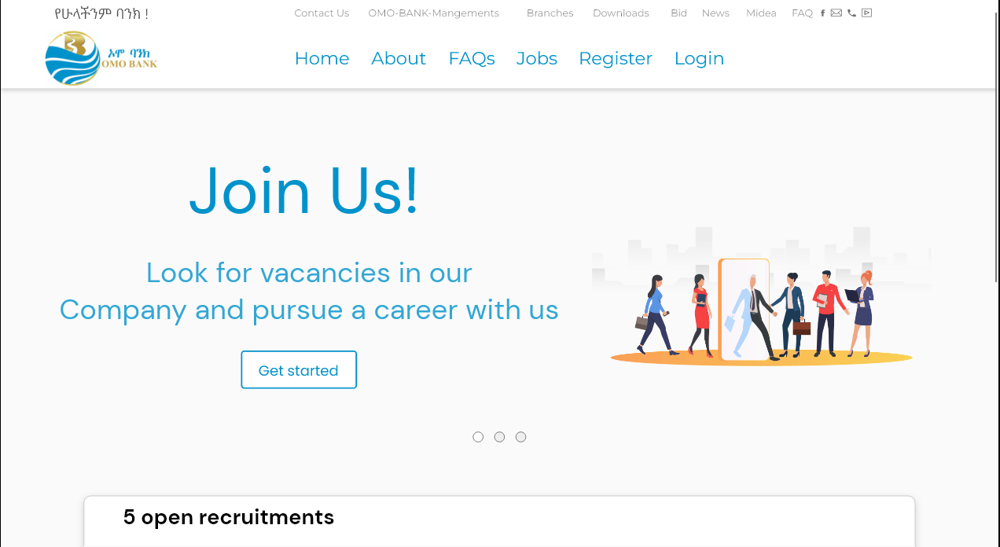 የሁላችንም ባንክ !
Contact Us OMO-BANK-Mangements Branches Downloads Bid News Midea FAQ
ኦሞ ባንክ
OMO BANK
Home About FAQs Jobs Register Login
Join Us!
Look for vacancies in our
Company and pursue a career with us
Get started
5 open recruitments